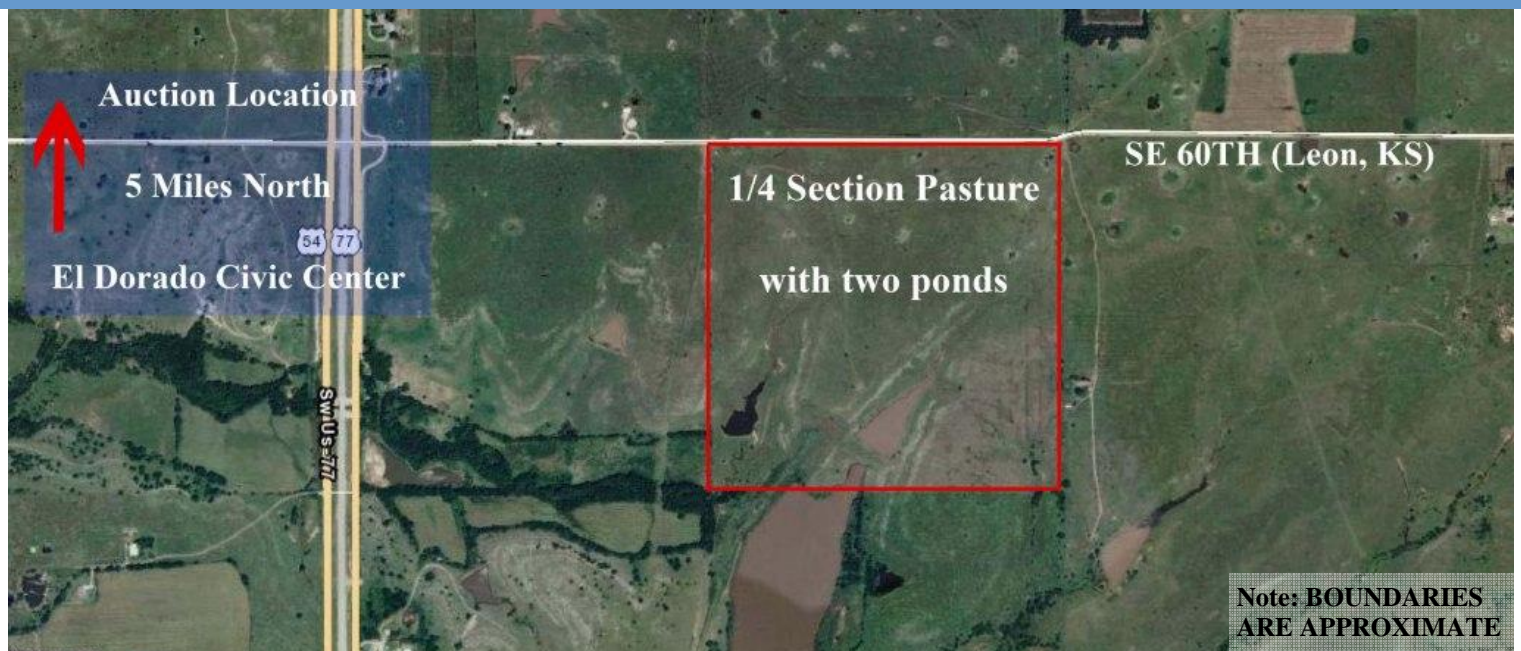 Auction Location
5 Miles North
El Dorado Civic Center
54 77
Sw Us-77
1/4 Section Pasture
with two ponds
SE 60TH (Leon, KS)
Note: BOUNDARIES
ARE APPROXIMATE